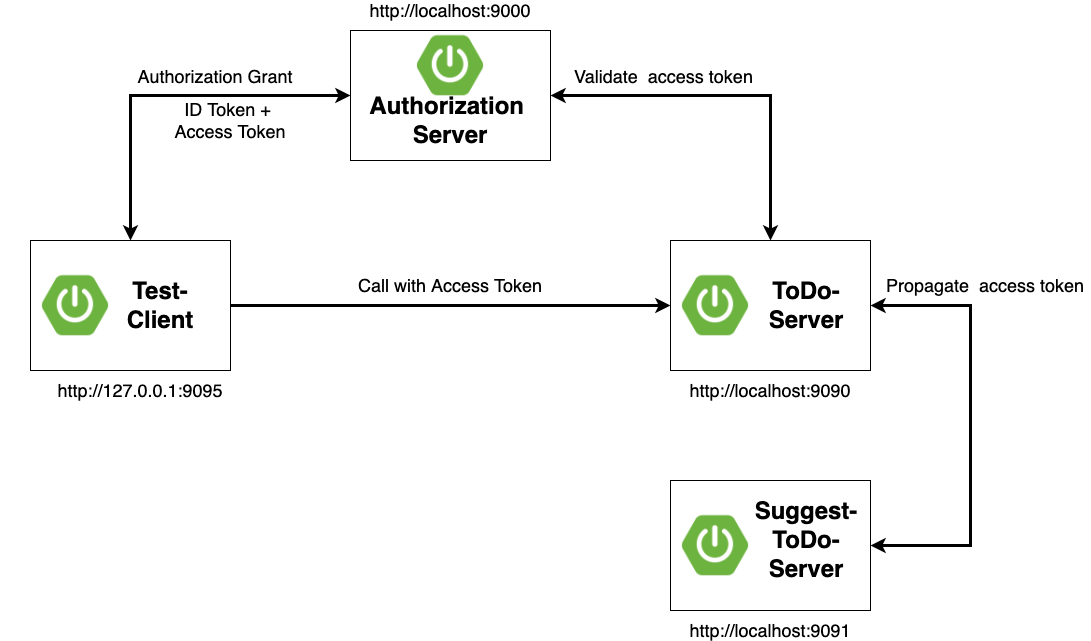 http://localhost:9000
Authorization Grant
Validate  access token
Authorization
Server
ID Token +
Access Token
Test-
Client
Call with Access Token
ToDo-
Server
Propagate  access token
http://127.0.0.1:9095
http://localhost:9090
Suggest-
ToDo-
Server
http://localhost:9091